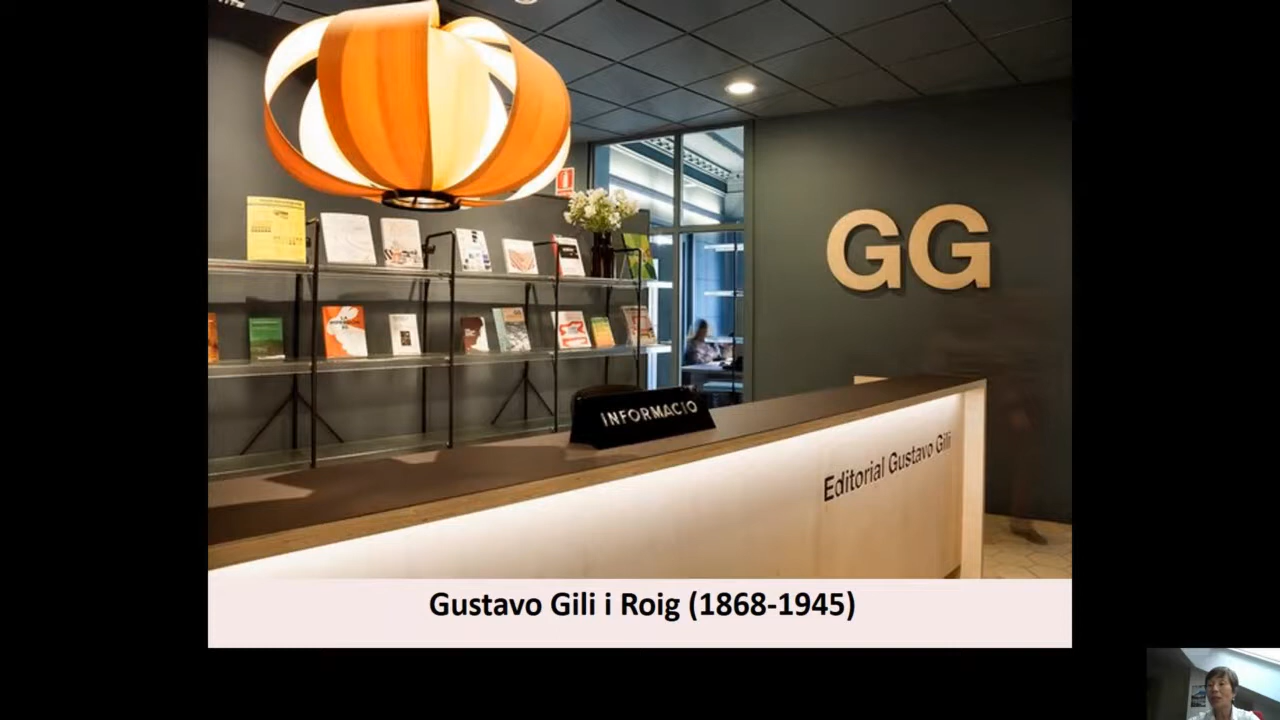 GG
INFORMACIO
Editorial Gustavo Gili
Gustavo Gili i Roig (1868-1945)